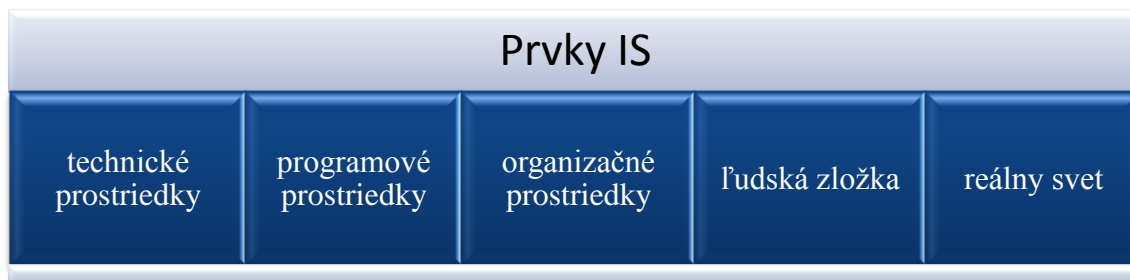 Prvky IS
technické
prostriedky
programové
prostriedky
organizačné
prostriedky
ľudská zložka
reálny svet